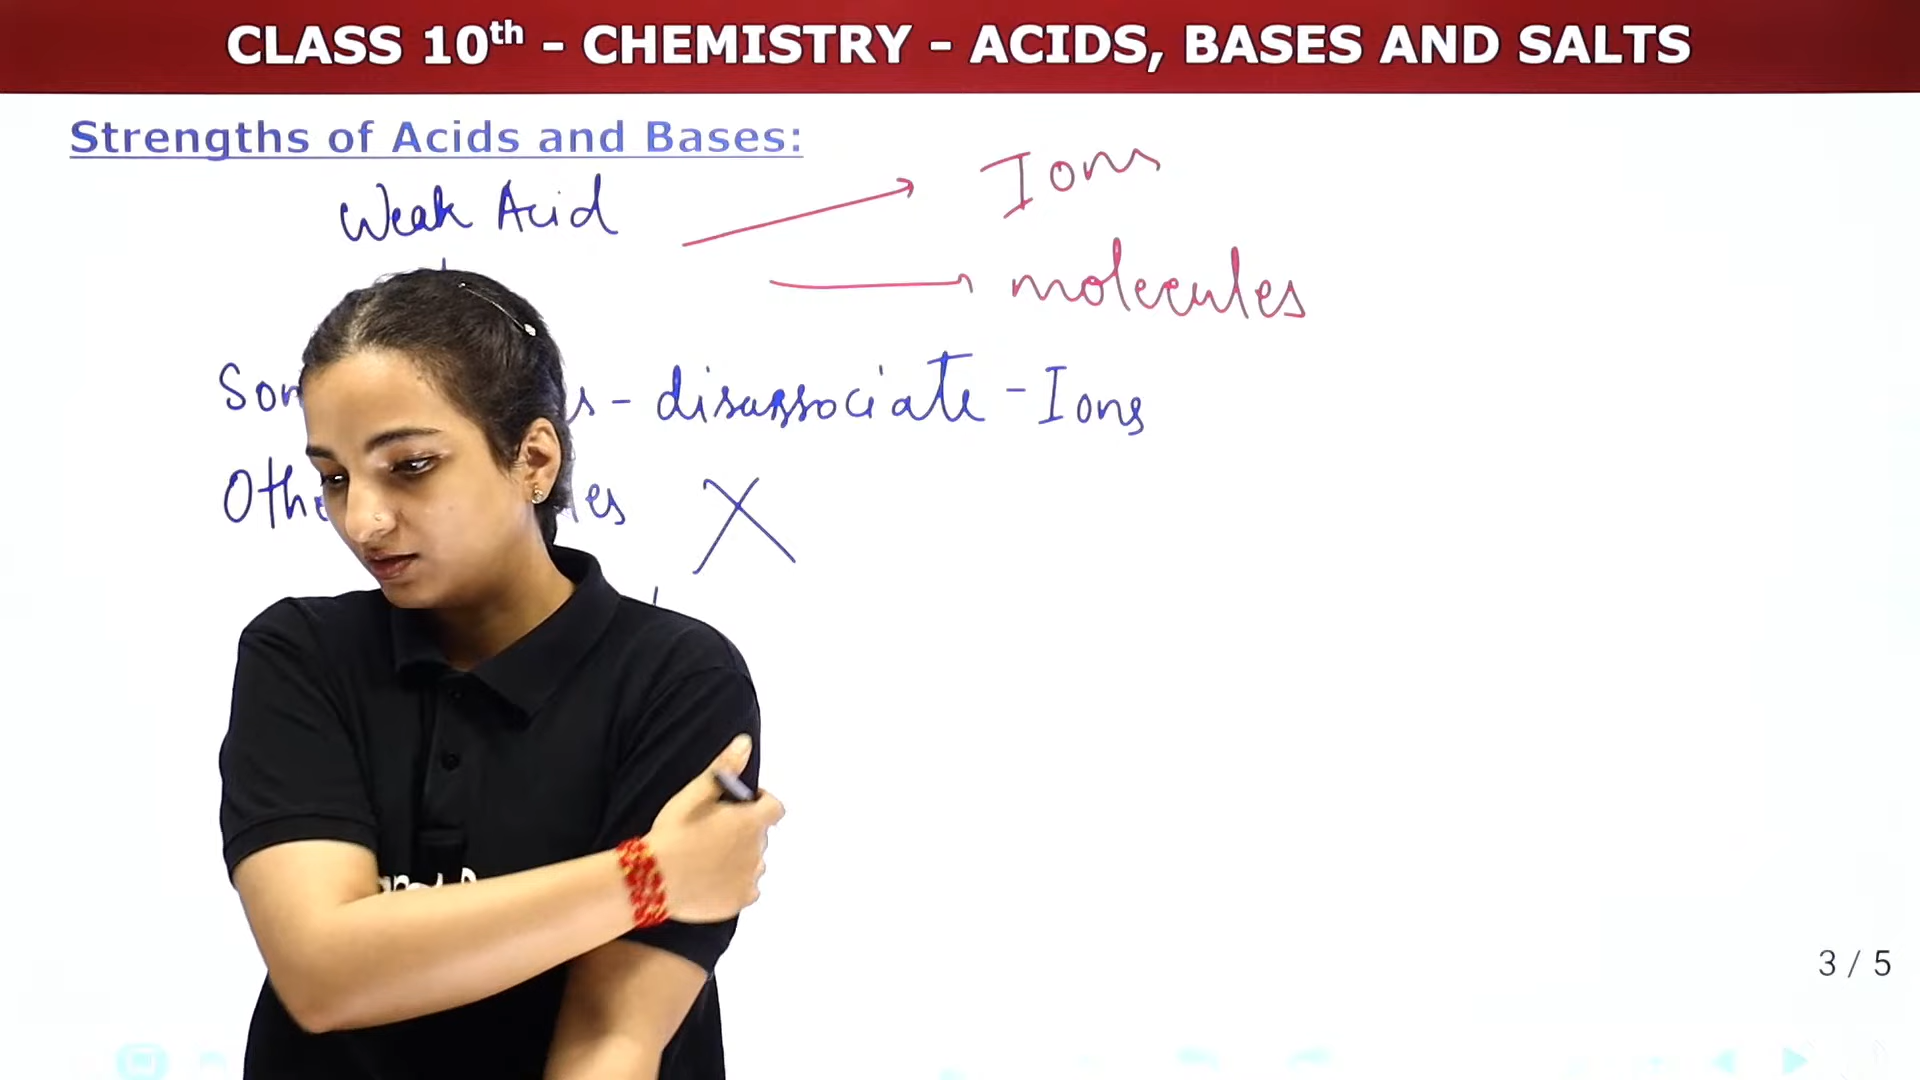 CLASS 10th - CHEMISTRY - ACIDS, BASES AND SALTS
Strengths of Acids and Bases:
Weak Acid
Ions
molecules
- disassociate - Ions
3 / 5